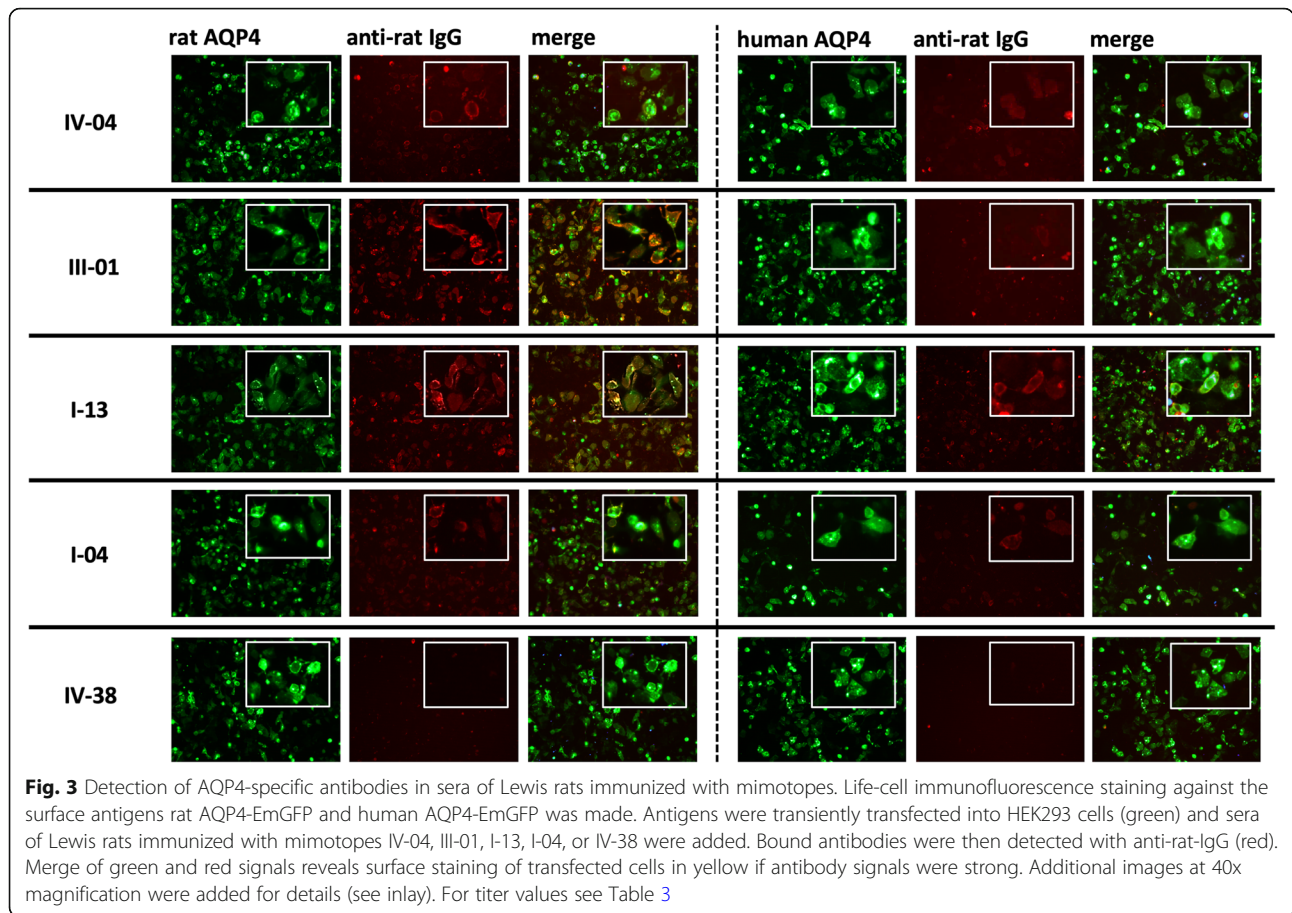 rat AQP4 anti-rat IgG merge human AQP4 anti-rat IgG merge
IV-04
III-01
I-13
I-04
IV-38
Fig. 3 Detection of AQP4-specific antibodies in sera of Lewis rats immunized with mimotopes. Life-cell immunofluorescence staining against the
surface antigens rat AQP4-EmGFP and human AQP4-EmGFP was made. Antigens were transiently transfected into HEK293 cells (green) and sera
of Lewis rats immunized with mimotopes IV-04, III-01, I-13, I-04, or IV-38 were added. Bound antibodies were then detected with anti-rat-IgG (red).
Merge of green and red signals reveals surface staining of transfected cells in yellow if antibody signals were strong. Additional images at 40x
magnification were added for details (see inlay). For titer values see Table 3